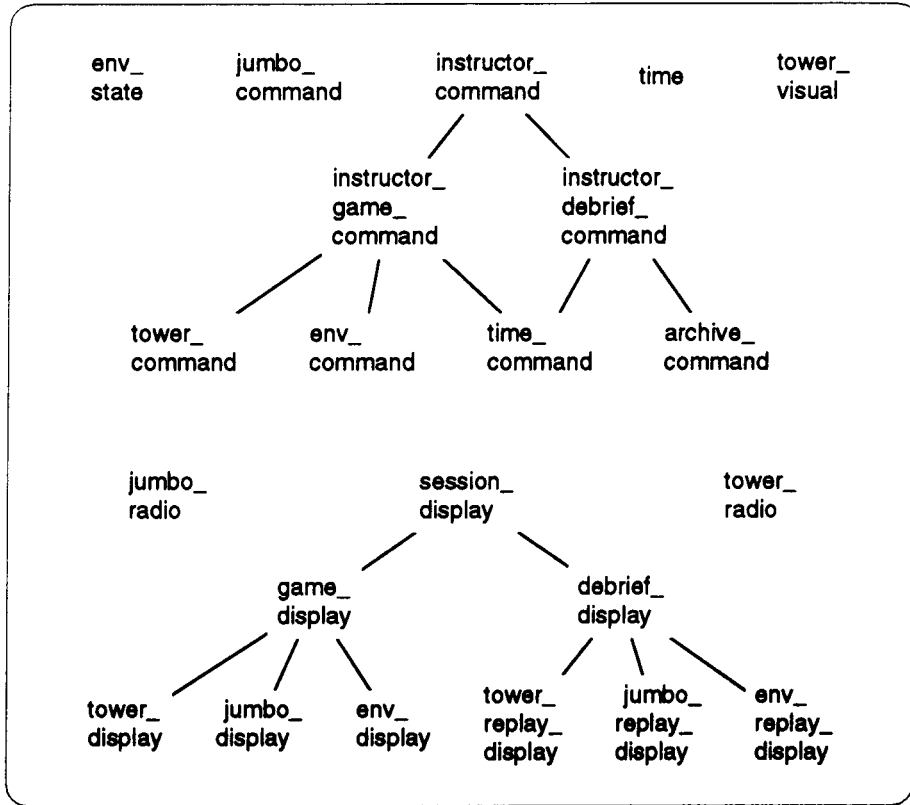 env_ jumbo_ instructor_ time tower_
state command command visual
instructor_ instructor_
game_ debrief_
command command
tower_ env_ time_ archive_
command command command command
jumbo_ session_ tower_
radio display radio
game_ debrief_
display display
tower_ jumbo_ env_ tower_ jumbo_ env_
display display display replay_ replay_ replay_
display display display